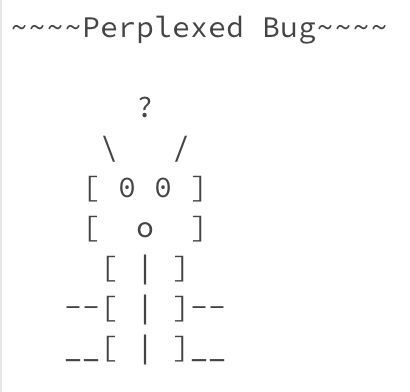 ~~~~Perplexed Bug~~~~
       ?
     \   /
    [ 0 0 ]
    [  o  ]
     [ | ]
   --[ | ]--
   __[ | ]__